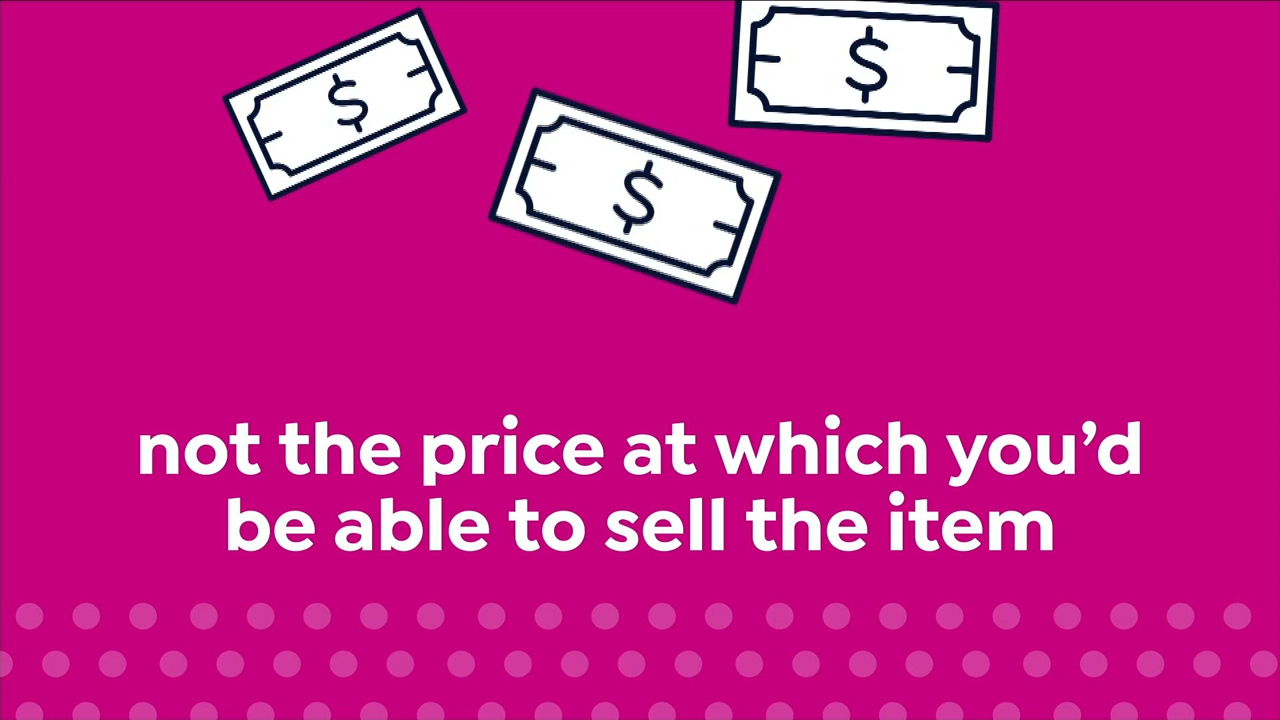 $
$
$
not the price at which you’d
be able to sell the item